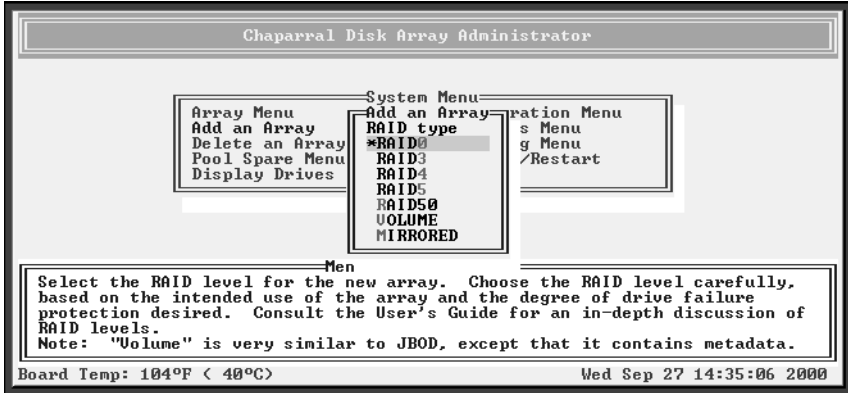 Chaparral Disk Array Administrator
System Menu
Array Menu
Add an Array
Delete an Array
Pool Spare Menu
Display Drives
ration Menu
s Menu
g Menu
/Restart
Add an Array
RAID type
*RAID0
RAID3
RAID4
RAID5
RAID50
VOLUME
MIRRORED
Men
Select the RAID level for the new array.  Choose the RAID level carefully,
based on the intended use of the array and the degree of drive failure
protection desired.  Consult the User's Guide for an in-depth discussion of
RAID levels.
Note:  "Volume" is very similar to JBOD, except that it contains metadata.
Board Temp: 104ºF ( 40ºC)
Wed Sep 27 14:35:06 2000